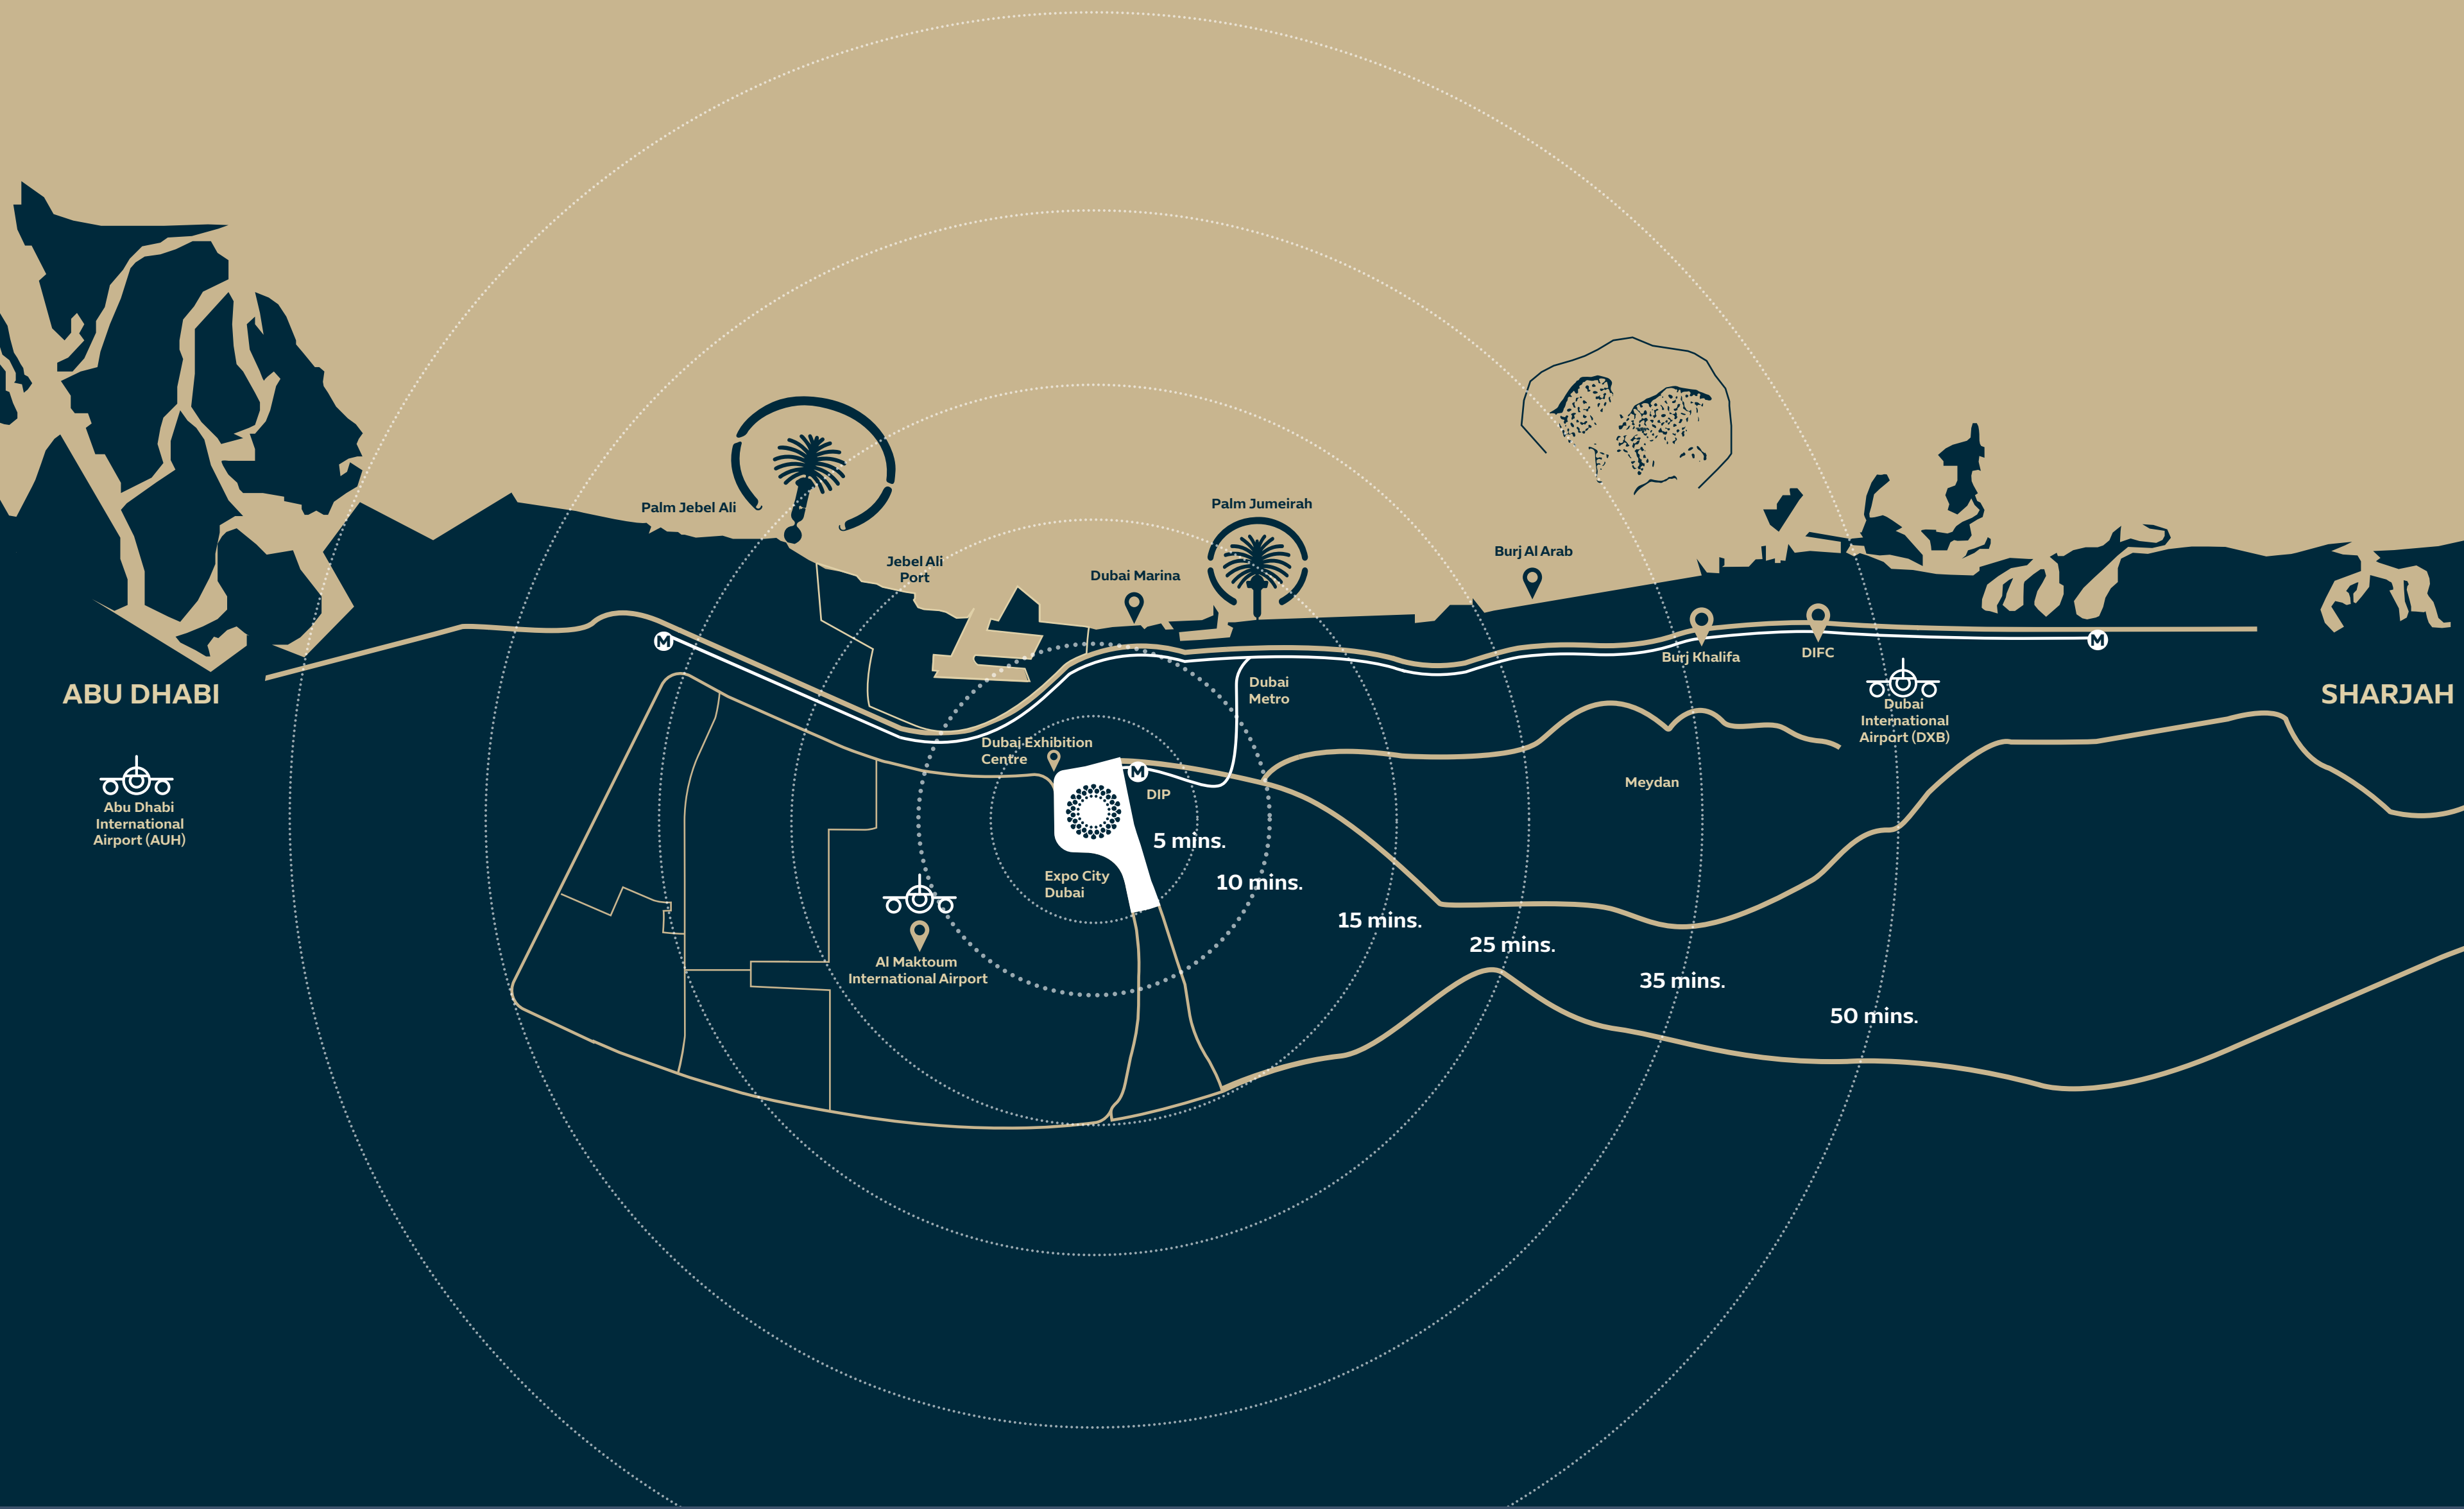 Palm Jebel Ali
Palm Jumeirah
Jebel Ali
Port
Dubai Marina
Burj Al Arab
M
M
Burj Khalifa
DIFC
ABU DHABI
SHARJAH
Dubai
Metro
Dubai
International
Airport (DXB)
Dubai Exhibition
Centre
M
DIP
Meydan
Abu Dhabi
International
Airport (AUH)
5 mins.
Expo City
Dubai
10 mins.
15 mins.
25 mins.
Al Maktoum
International Airport
35 mins.
50 mins.